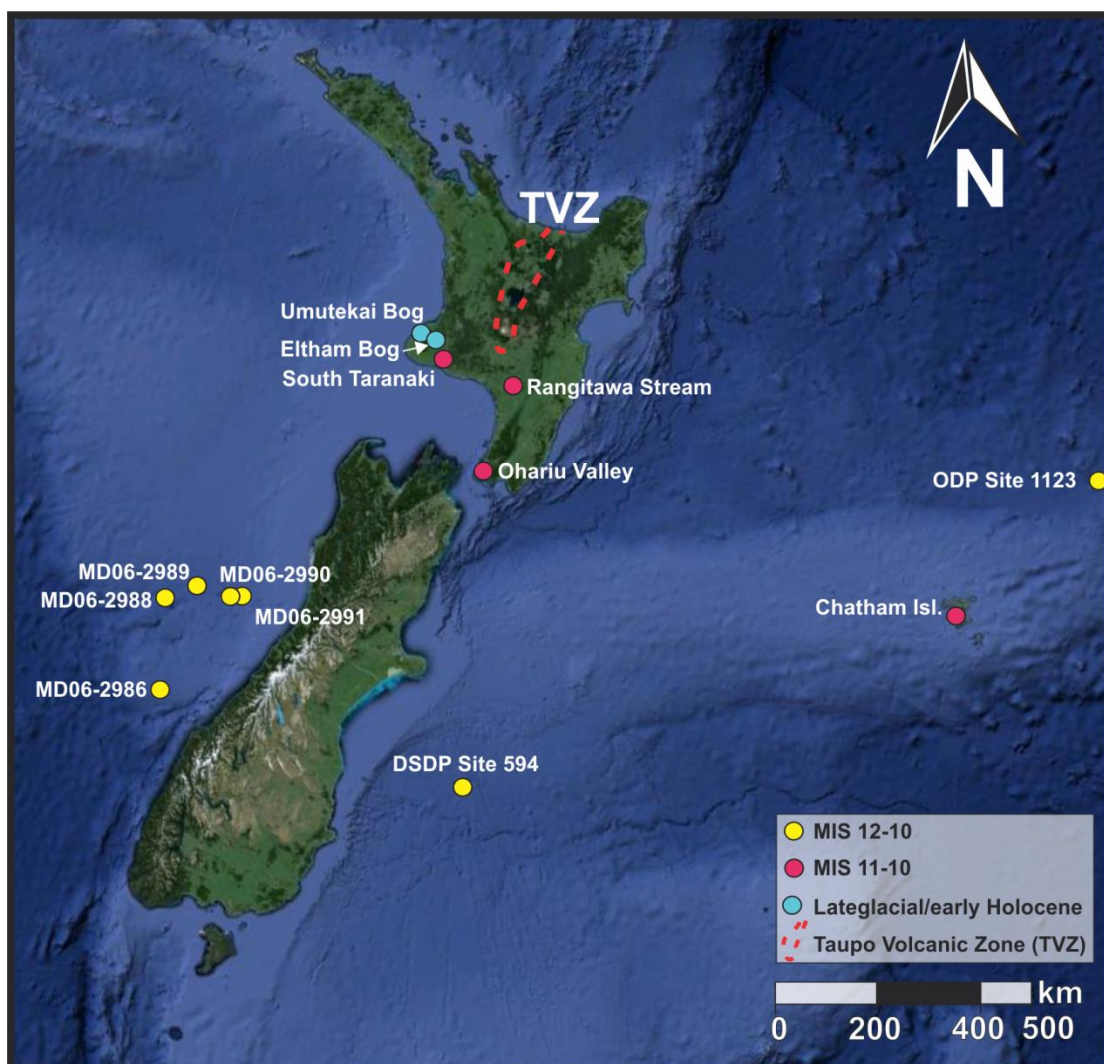 N
TVZ
Umutekai Bog
Eltham Bog
South Taranaki
Rangitawa Stream
Ohariu Valley
ODP Site 1123
MD06-2989
MD06-2990
MD06-2988
MD06-2991
Chatham Isl.
MD06-2986
DSDP Site 594
MIS 12-10
MIS 11-10
Lateglacial/early Holocene
Taupo Volcanic Zone (TVZ)
km
0 200 400 500